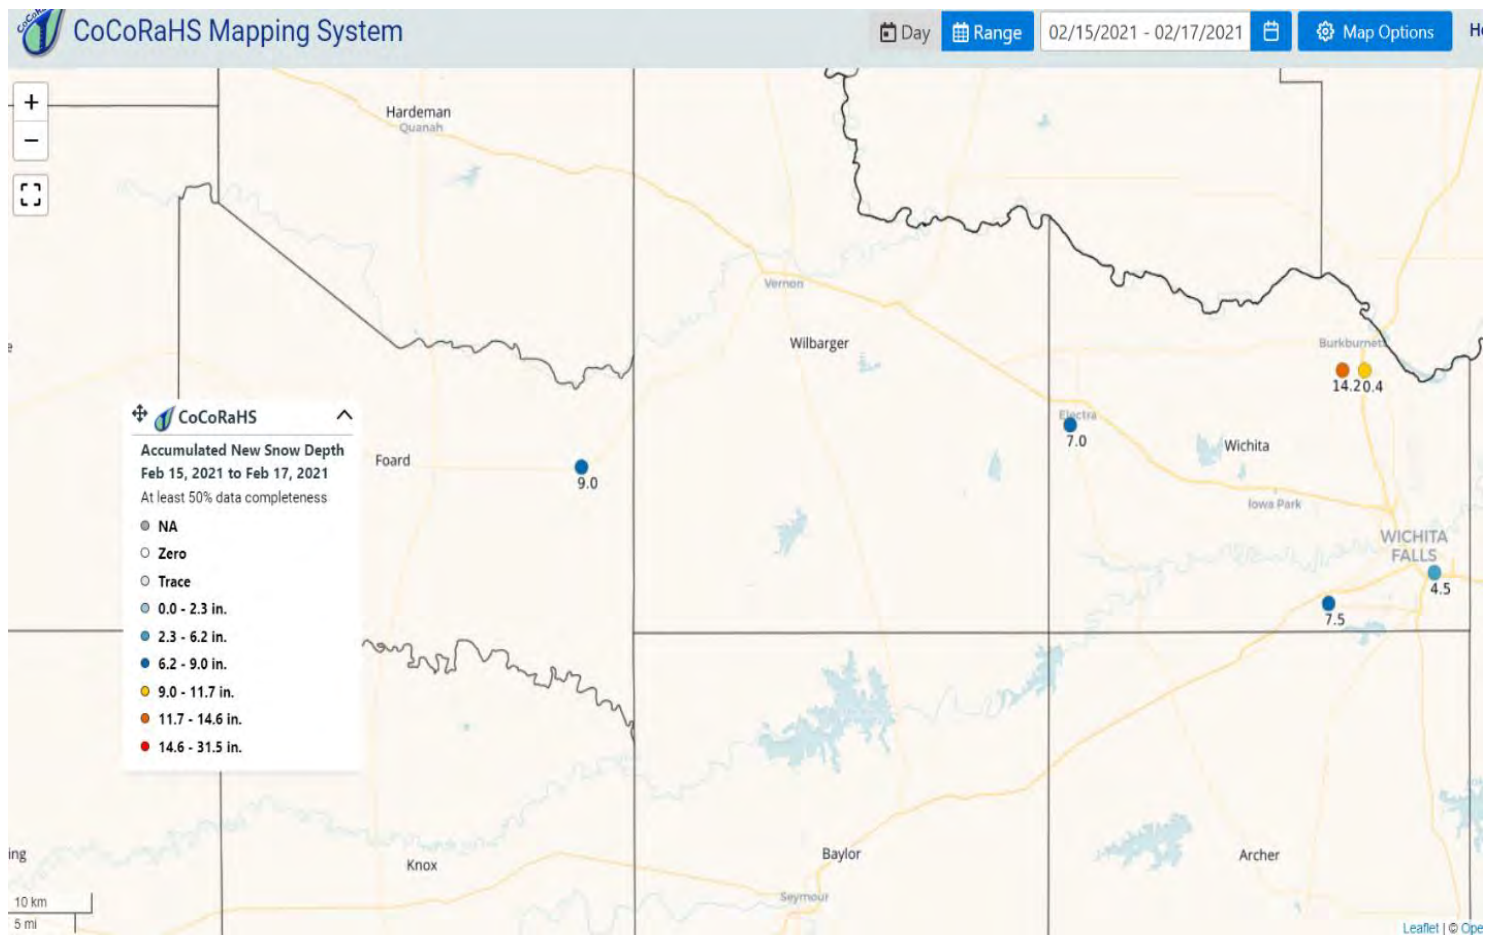 CoCoRaHS Mapping System
Day
Range
02/15/2021 - 02/17/2021
Map Options
+
−
Hardeman
Quanah
Vernon
Wilbarger
Burkburnett
14.2
0.4
Electra
7.0
Wichita
Foard
9.0
Iowa Park
WICHITA
FALLS
4.5
7.5
CoCoRaHS
Accumulated New Snow Depth
Feb 15, 2021 to Feb 17, 2021
At least 50% data completeness
NA
Zero
Trace
0.0 - 2.3 in.
2.3 - 6.2 in.
6.2 - 9.0 in.
9.0 - 11.7 in.
11.7 - 14.6 in.
14.6 - 31.5 in.
ing
Knox
Baylor
Archer
Seymour
10 km
5 mi
Leaflet | © Ope